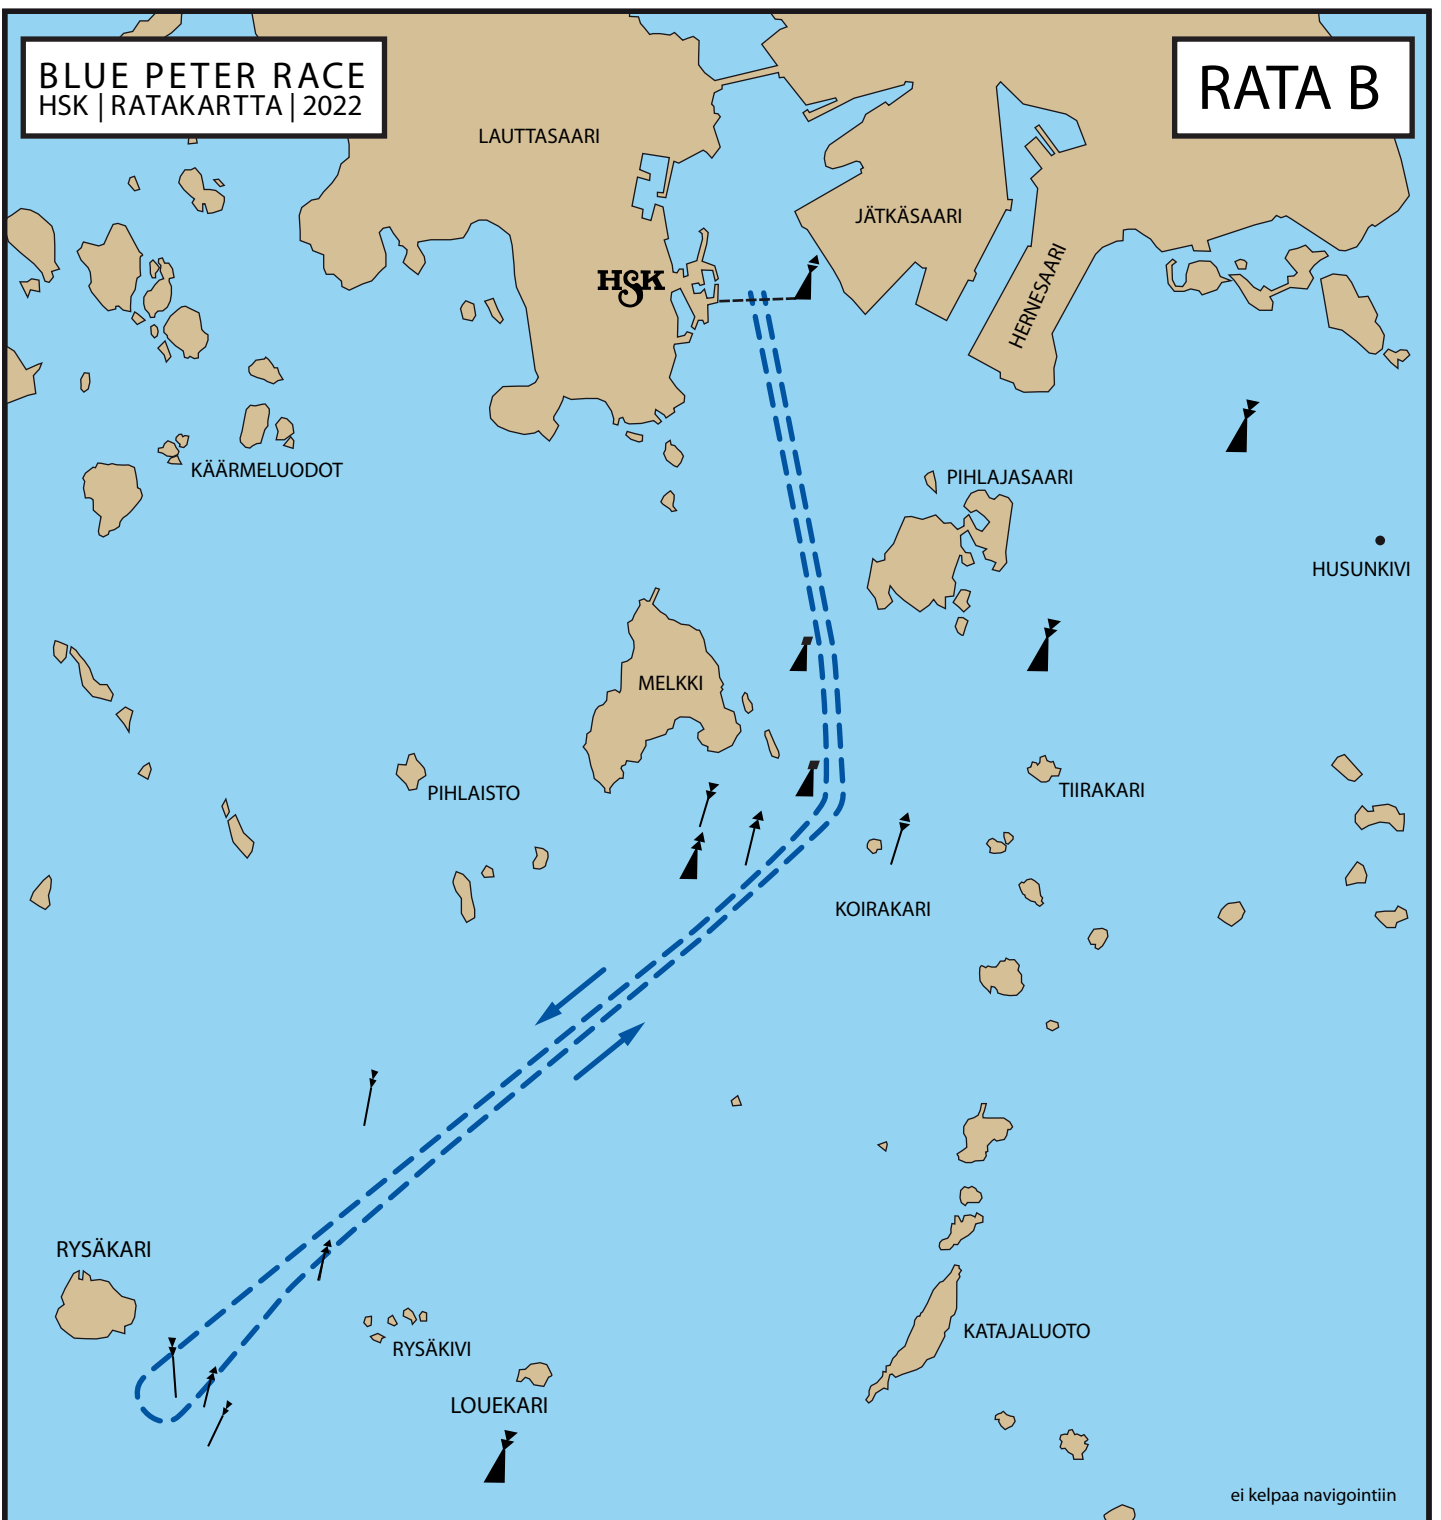 BLUE PETER RACE
HSK | RATAKARTTA | 2022
RATA B
LAUTTASAARI
JÄTKÄSAARI
HERNESAARI
HSK
KÄÄRMELUODOT
PIHLAJASAARI
HUSUNKIVI
MELKKI
PIHLAISTO
TIIRAKARI
KOIRAKARI
RYSÄKARI
RYSÄKIVI
KATAJALUOTO
LOUEKARI
ei kelpaa navigointiin